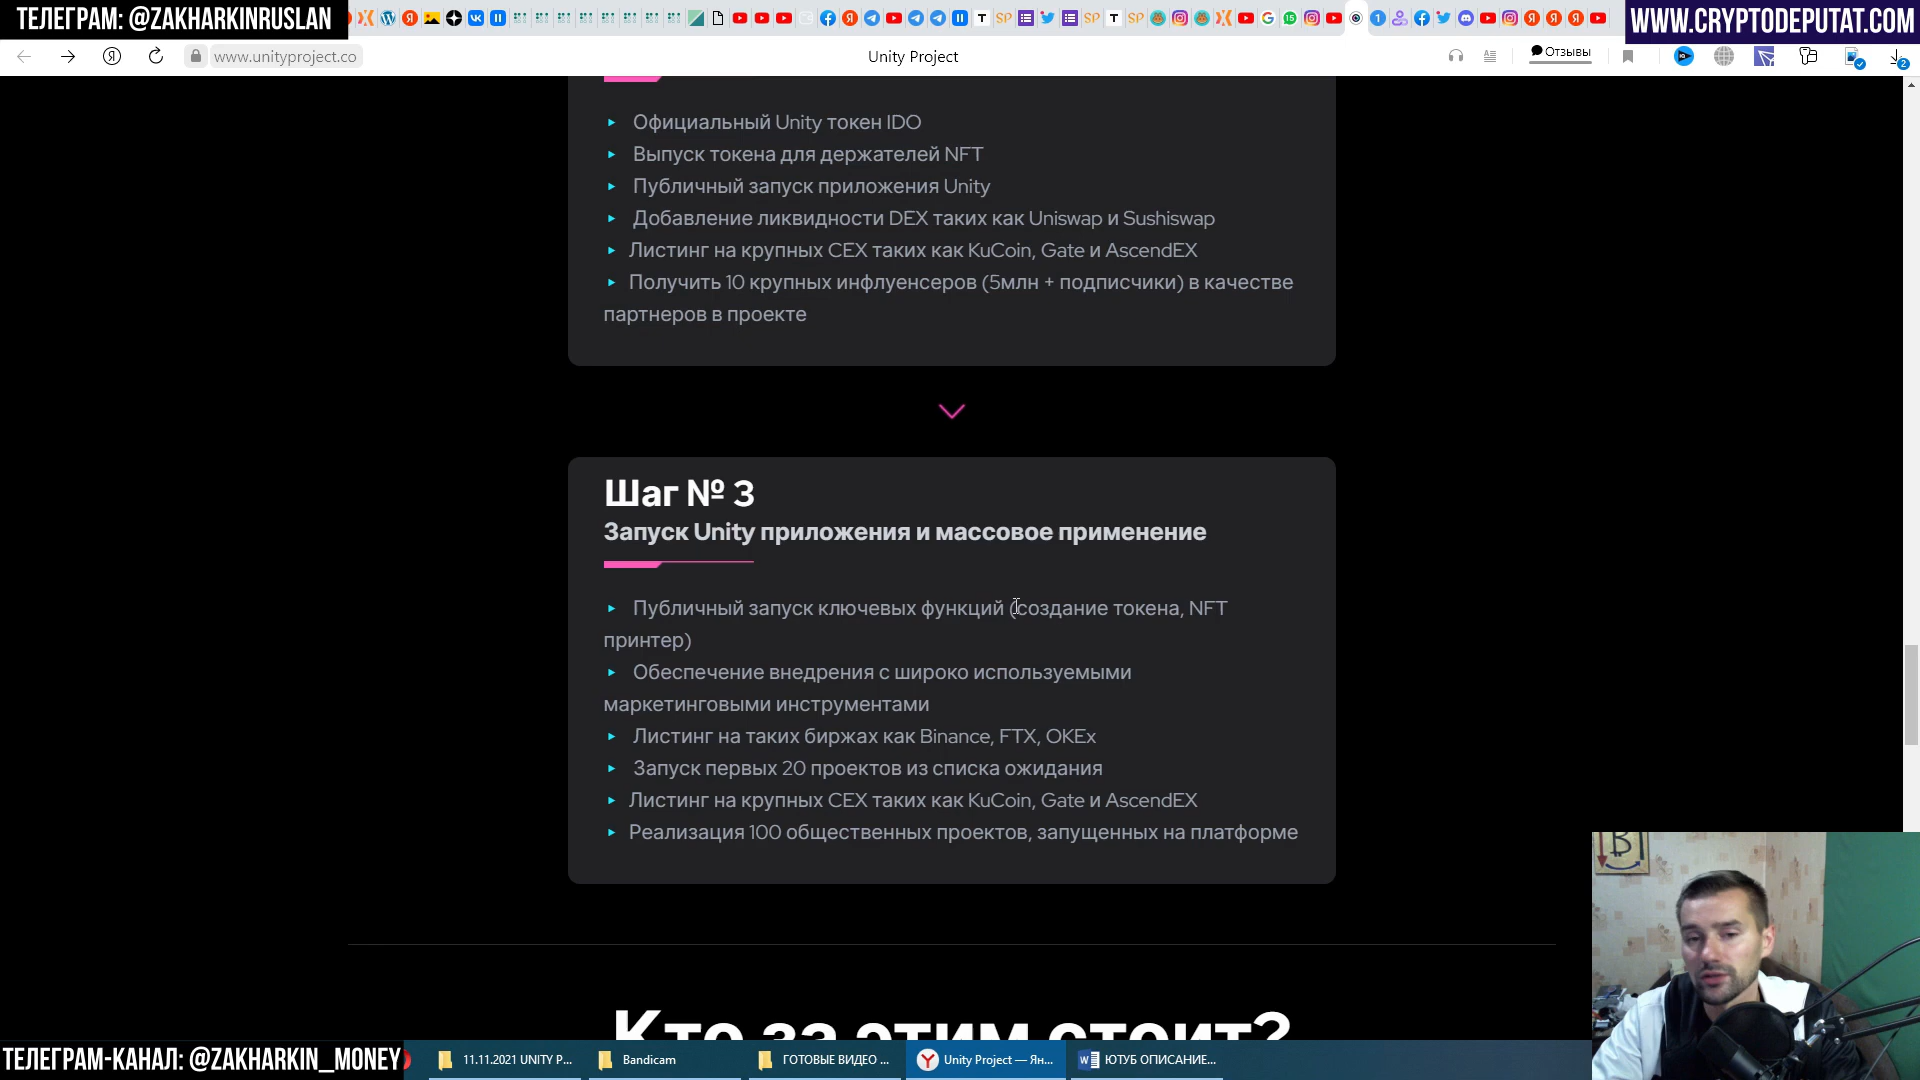 ТЕЛЕГРАМ: @ZAKHARKINRUSLAN
WWW.CRYPTODEPUTAT.COM
www.unityproject.co
Unity Project
Отзывы
Официальный Unity токен IDO
Выпуск токена для держателей NFT
Публичный запуск приложения Unity
Добавление ликвидности DEX таких как Uniswap и Sushiswap
Листинг на крупных CEX таких как KuCoin, Gate и AscendEX
Получить 10 крупных инфлуенсеров (5млн + подписчики) в качестве
партнеров в проекте
Шаг № 3
Запуск Unity приложения и массовое применение
Публичный запуск ключевых функций (создание токена, NFT
принтер)
Обеспечение внедрения с широко используемыми
маркетинговыми инструментами
Листинг на таких биржах как Binance, FTX, OKEx
Запуск первых 20 проектов из списка ожидания
Листинг на крупных CEX таких как KuCoin, Gate и AscendEX
Реализация 100 общественных проектов, запущенных на платформе
Кто за этим стоит?
ТЕЛЕГРАМ-КАНАЛ: @ZAKHARKIN_MONEY
11.11.2021 UNITY P...
Bandicam
ГОТОВЫЕ ВИДЕО ...
Unity Project — Ян...
ЮТУБ ОПИСАНИЕ...